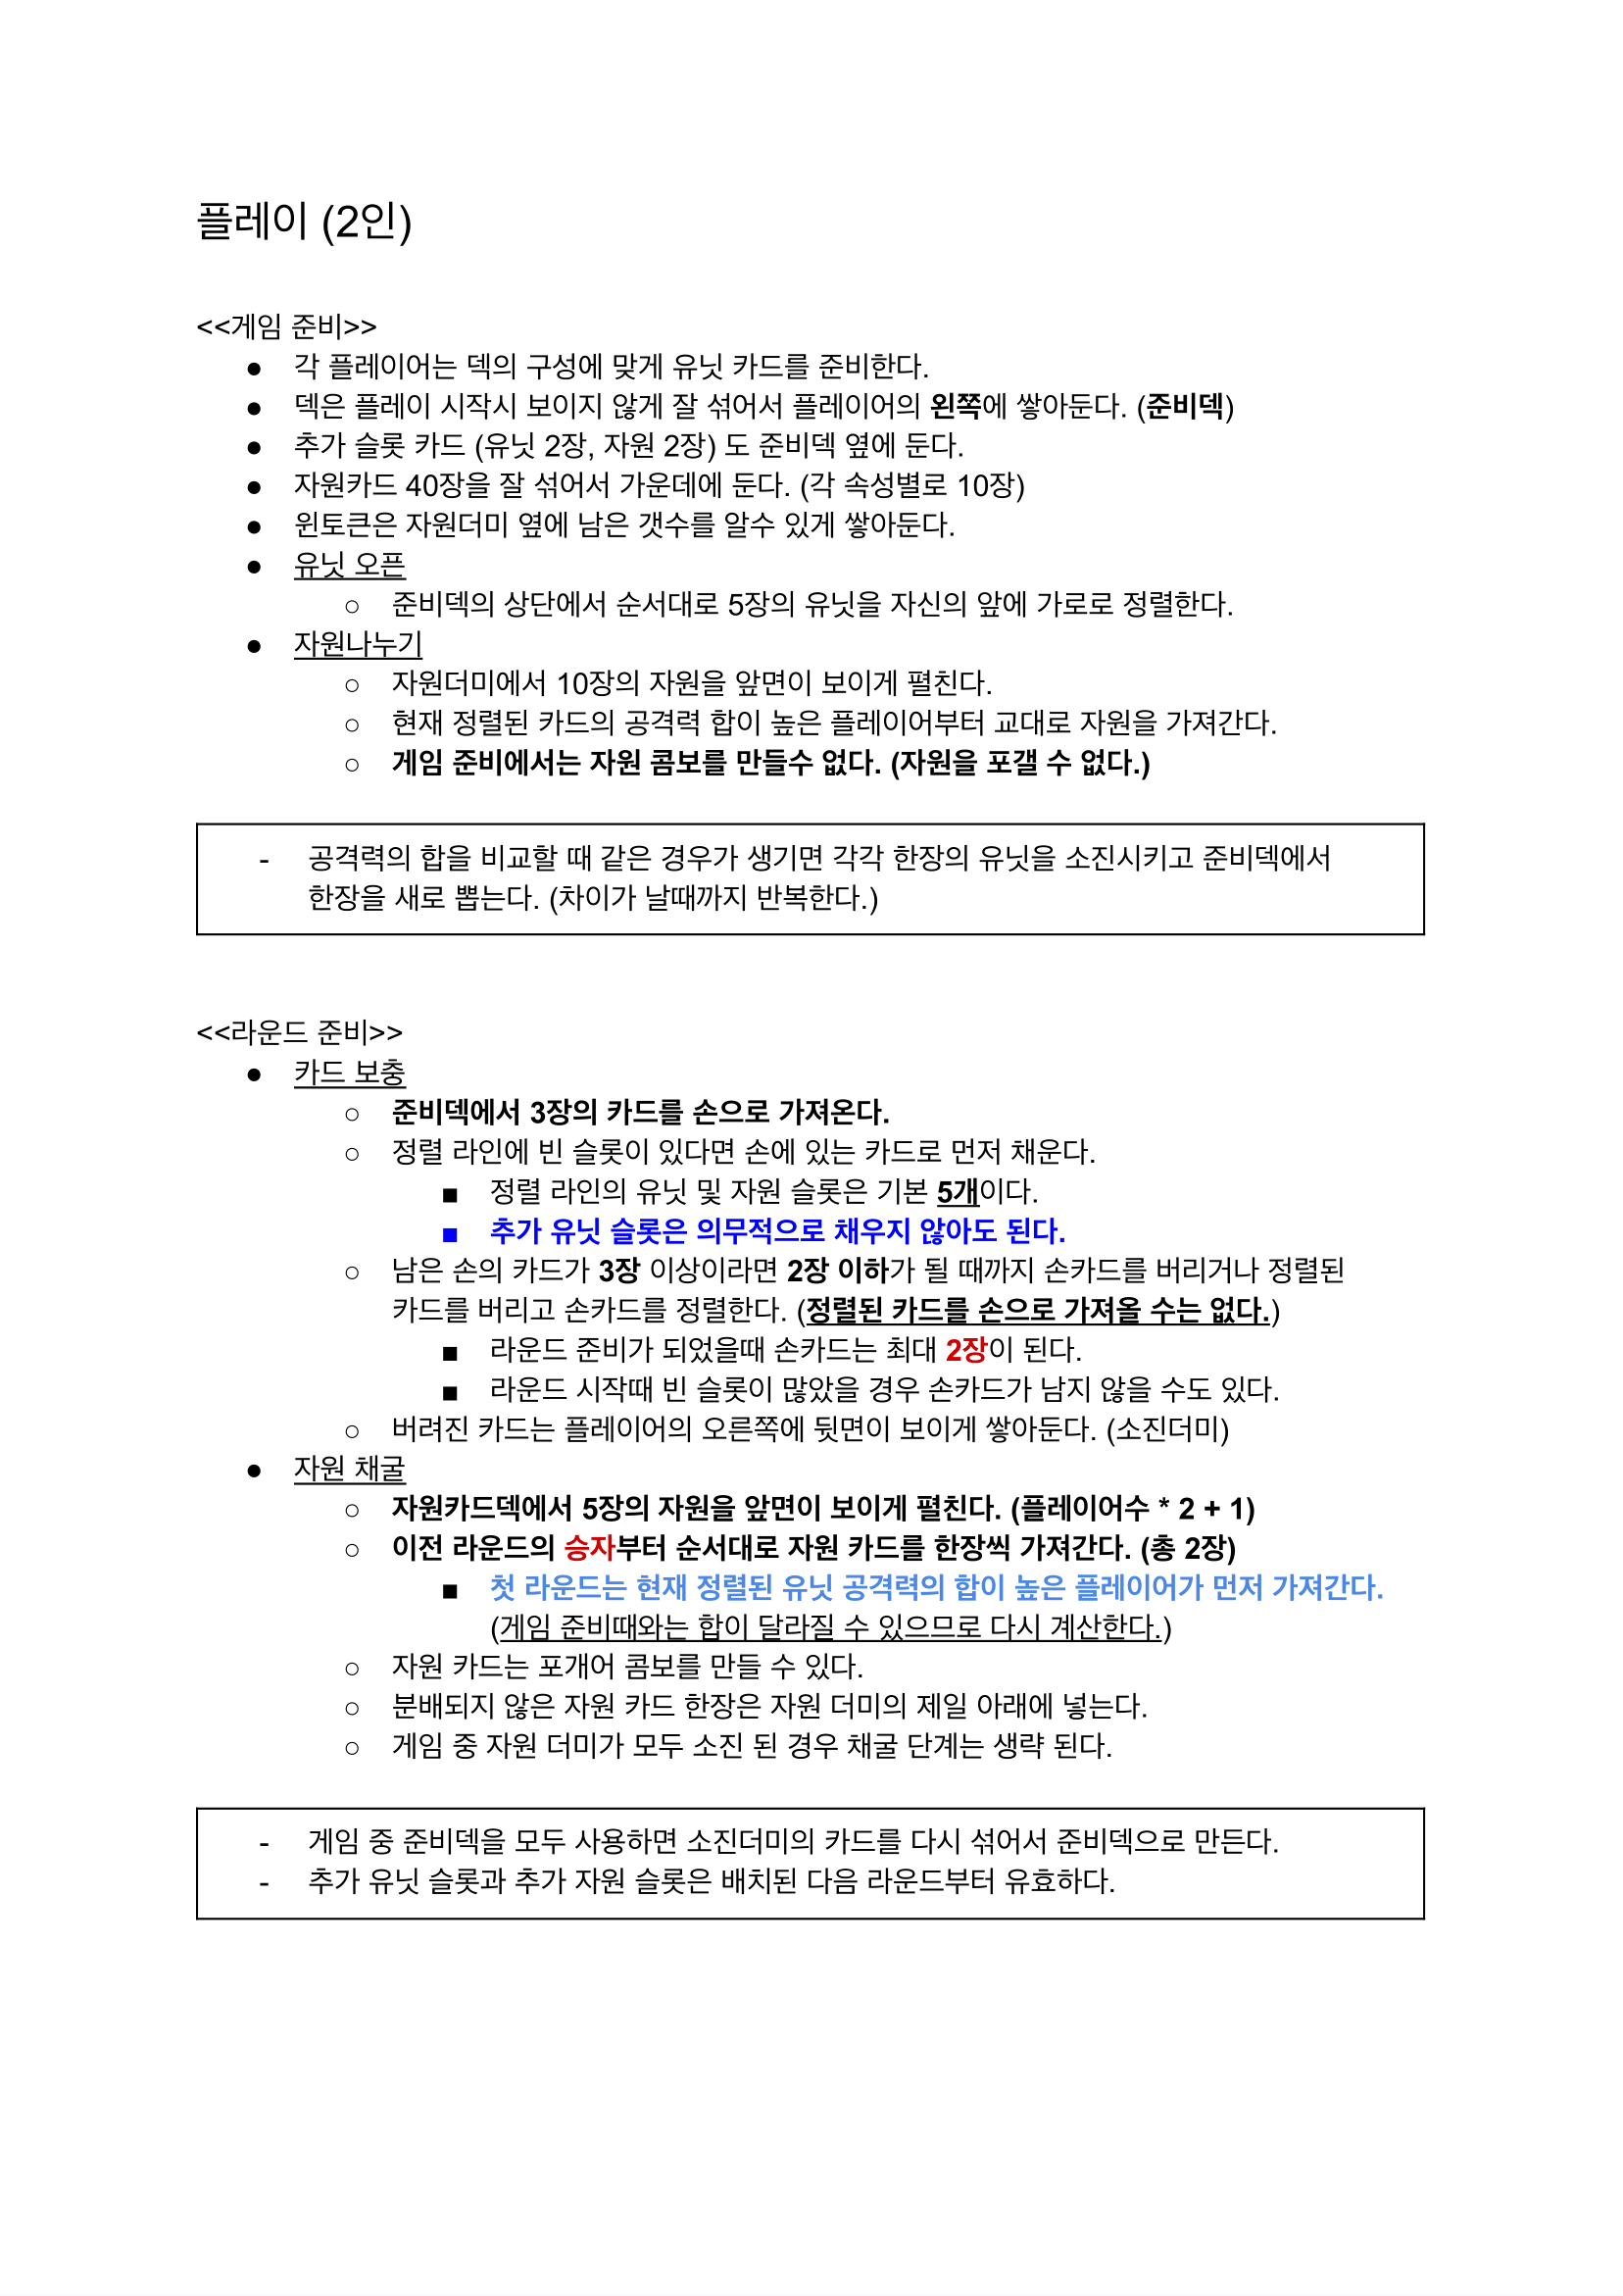 플레이 (2인)
<<게임 준비>>
● 각 플레이어는 덱의 구성에 맞게 유닛 카드를 준비한다.
● 덱은 플레이 시작시 보이지 않게 잘 섞어서 플레이어의 왼쪽에 쌓아둔다. (준비덱)
● 추가 슬롯 카드 (유닛 2장, 자원 2장) 도 준비덱 옆에 둔다.
● 자원카드 40장을 잘 섞어서 가운데에 둔다. (각 속성별로 10장)
● 윈토큰은 자원더미 옆에 남은 갯수를 알수 있게 쌓아둔다.
● 유닛 오픈
○ 준비덱의 상단에서 순서대로 5장의 유닛을 자신의 앞에 가로로 정렬한다.
● 자원나누기
○ 자원더미에서 10장의 자원을 앞면이 보이게 펼친다.
○ 현재 정렬된 카드의 공격력 합이 높은 플레이어부터 교대로 자원을 가져간다.
○ 게임 준비에서는 자원 콤보를 만들수 없다. (자원을 포갤 수 없다.)
- 공격력의 합을 비교할 때 같은 경우가 생기면 각각 한장의 유닛을 소진시키고 준비덱에서
한장을 새로 뽑는다. (차이가 날때까지 반복한다.)
<<라운드 준비>>
● 카드 보충
○ 준비덱에서 3장의 카드를 손으로 가져온다.
○ 정렬 라인에 빈 슬롯이 있다면 손에 있는 카드로 먼저 채운다.
■ 정렬 라인의 유닛 및 자원 슬롯은 기본 5개이다.
■ 추가 유닛 슬롯은 의무적으로 채우지 않아도 된다.
○ 남은 손의 카드가 3장 이상이라면 2장 이하가 될 때까지 손카드를 버리거나 정렬된
카드를 버리고 손카드를 정렬한다. (정렬된 카드를 손으로 가져올 수는 없다.)
■ 라운드 준비가 되었을때 손카드는 최대 2장이 된다.
■ 라운드 시작때 빈 슬롯이 많았을 경우 손카드가 남지 않을 수도 있다.
○ 버려진 카드는 플레이어의 오른쪽에 뒷면이 보이게 쌓아둔다. (소진더미)
● 자원 채굴
○ 자원카드덱에서 5장의 자원을 앞면이 보이게 펼친다. (플레이어수 * 2 + 1)
○ 이전 라운드의 승자부터 순서대로 자원 카드를 한장씩 가져간다. (총 2장)
■ 첫 라운드는 현재 정렬된 유닛 공격력의 합이 높은 플레이어가 먼저 가져간다.
(게임 준비때와는 합이 달라질 수 있으므로 다시 계산한다.)
○ 자원 카드는 포개어 콤보를 만들 수 있다.
○ 분배되지 않은 자원 카드 한장은 자원 더미의 제일 아래에 넣는다.
○ 게임 중 자원 더미가 모두 소진 된 경우 채굴 단계는 생략 된다.
- 게임 중 준비덱을 모두 사용하면 소진더미의 카드를 다시 섞어서 준비덱으로 만든다.
- 추가 유닛 슬롯과 추가 자원 슬롯은 배치된 다음 라운드부터 유효하다.